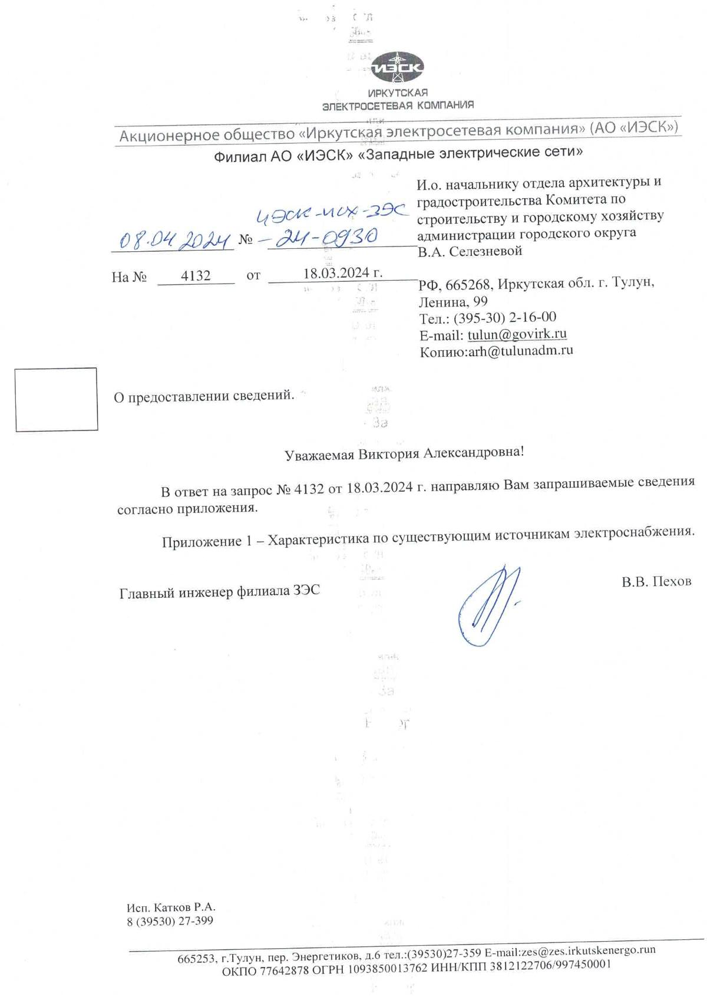 ИЭСК
ИРКУТСКАЯ
ЭЛЕКТРОСЕТЕВАЯ КОМПАНИЯ
Акционерное общество «Иркутская электросетевая компания» (АО «ИЭСК»)
Филиал АО «ИЭСК» «Западные электрические сети»
ИЭСК-исх-ЗЭС
08.04.2024 № -24-0930
На № 4132 от 18.03.2024 г.
И.о. начальнику отдела архитектуры и
градостроительства Комитета по
строительству и городскому хозяйству
администрации городского округа
В.А. Селезневой
РФ, 665268, Иркутская обл. г. Тулун,
Ленина, 99
Тел.: (395-30) 2-16-00
E-mail: tulun@govirk.ru
Копию:arh@tulunadm.ru
О предоставлении сведений.
Уважаемая Виктория Александровна!
В ответ на запрос № 4132 от 18.03.2024 г. направляю Вам запрашиваемые сведения
согласно приложения.
Приложение 1 – Характеристика по существующим источникам электроснабжения.
Главный инженер филиала ЗЭС В.В. Пехов
Исп. Катков Р.А.
8 (39530) 27-399
665253, г.Тулун, пер. Энергетиков, д.6 тел.:(39530)27-359 E-mail:zes@zes.irkutskenergo.run
ОКПО 77642878 ОГРН 1093850013762 ИНН/КПП 3812122706/997450001